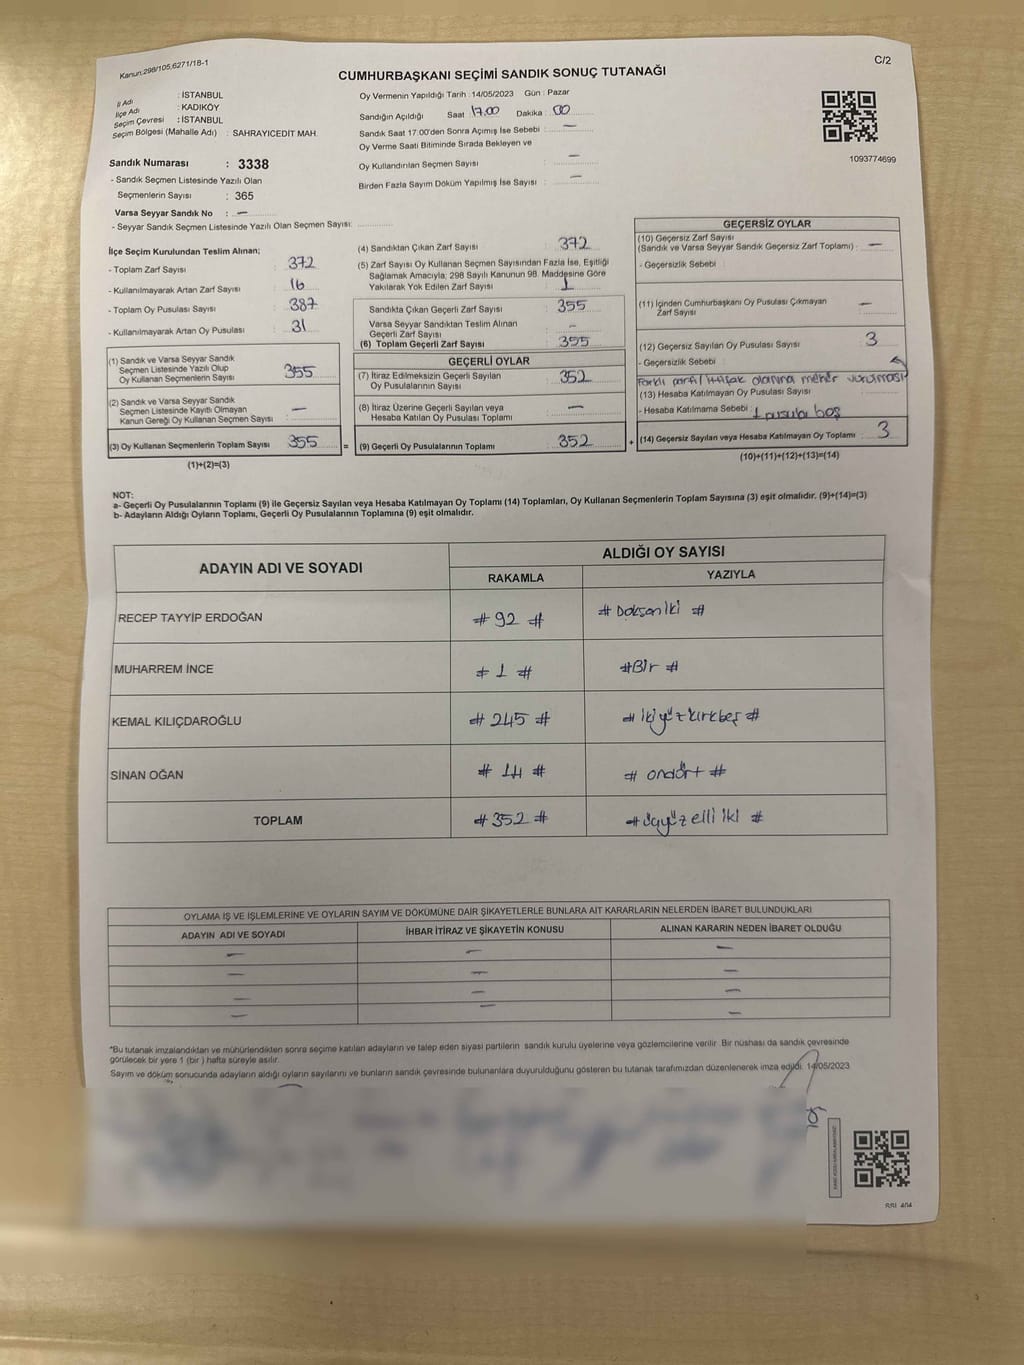 Kanun;298/105,6271/18-1
C/2
CUMHURBAŞKANI SEÇİMİ SANDIK SONUÇ TUTANAĞI
İl Adı : İSTANBUL
İlçe Adı : KADIKÖY
Seçim Çevresi : İSTANBUL
Seçim Bölgesi (Mahalle Adı) : SAHRAYICEDİT MAH.
Oy Vermenin Yapıldığı Tarih :14/05/2023 Gün : Pazar
Sandığın Açıldığı Saat 17.00 Dakika : 00
Sandık Saat 17:00'den Sonra Açımış İse Sebebi : —
Oy Verme Saati Bitiminde Sırada Bekleyen ve
Oy Kullandırılan Seçmen Sayısı : —
Birden Fazla Sayım Döküm Yapılmış İse Sayısı : —
1093774699
Sandık Numarası : 3338
- Sandık Seçmen Listesinde Yazılı Olan
Seçmenlerin Sayısı : 365
Varsa Seyyar Sandık No : —
- Seyyar Sandık Seçmen Listesinde Yazılı Olan Seçmen Sayısı:
İlçe Seçim Kurulundan Teslim Alınan;
- Toplam Zarf Sayısı : 372
- Kullanılmayarak Artan Zarf Sayısı : 16
- Toplam Oy Pusulası Sayısı : 387
- Kullanılmayarak Artan Oy Pusulası : 31
(1) Sandık ve Varsa Seyyar Sandık
Seçmen Listesinde Yazılı Olup
Oy Kullanan Seçmenlerin Sayısı : 355
(2) Sandık ve Varsa Seyyar Sandık
Seçmen Listesinde Kayıtlı Olmayan
Kanun Gereği Oy Kullanan Seçmen Sayısı : —
(3) Oy Kullanan Seçmenlerin Toplam Sayısı 355 =
(1)+(2)=(3)
(4) Sandıktan Çıkan Zarf Sayısı : 372
(5) Zarf Sayısı Oy Kullanan Seçmen Sayısından Fazla İse, Eşitliği
Sağlamak Amacıyla; 298 Sayılı Kanunun 98. Maddesine Göre
Yakılarak Yok Edilen Zarf Sayısı : 1
Sandıkta Çıkan Geçerli Zarf Sayısı : 355
Varsa Seyyar Sandıktan Teslim Alınan
Geçerli Zarf Sayısı : —
(6) Toplam Geçerli Zarf Sayısı : 355
GEÇERLİ OYLAR
(7) İtiraz Edilmeksizin Geçerli Sayılan
Oy Pusulalarının Sayısı : 352
(8) İtiraz Üzerine Geçerli Sayılan veya
Hesaba Katılan Oy Pusulası Toplamı : —
(9) Geçerli Oy Pusulalarının Toplamı : 352 +
GEÇERSİZ OYLAR
(10) Geçersiz Zarf Sayısı
(Sandık ve Varsa Seyyar Sandık Geçersiz Zarf Toplamı) : —
- Geçersizlik Sebebi :
(11) İçinden Cumhurbaşkanı Oy Pusulası Çıkmayan
Zarf Sayısı : —
(12) Geçersiz Sayılan Oy Pusulası Sayısı : 3
- Geçersizlik Sebebi :
Farklı parti/ittifak alanına mühür vurulması
(13) Hesaba Katılmayan Oy Pusulası Sayısı :
- Hesaba Katılmama Sebebi : 1 pusula boş
(14) Geçersiz Sayılan veya Hesaba Katılmayan Oy Toplamı : 3
(10)+(11)+(12)+(13)=(14)
NOT:
a- Geçerli Oy Pusulalarının Toplamı (9) ile Geçersiz Sayılan veya Hesaba Katılmayan Oy Toplamı (14) Toplamları, Oy Kullanan Seçmenlerin Toplam Sayısına (3) eşit olmalıdır. (9)+(14)=(3)
b- Adayların Aldığı Oyların Toplamı, Geçerli Oy Pusulalarının Toplamına (9) eşit olmalıdır.
ADAYIN ADI VE SOYADI
ALDIĞI OY SAYISI
RAKAMLA YAZIYLA
RECEP TAYYİP ERDOĞAN # 92 # # Doksan iki #
MUHARREM İNCE # 1 # #Bir #
KEMAL KILIÇDAROĞLU # 245 # # ikiyüzkırkbeş #
SİNAN OĞAN # 14 # # ondört #
TOPLAM # 352 # # üçyüz elli iki #
OYLAMA İŞ VE İŞLEMLERİNE VE OYLARIN SAYIM VE DÖKÜMÜNE DAİR ŞİKAYETLERLE BUNLARA AİT KARARLARIN NELERDEN İBARET BULUNDUKLARI
ADAYIN ADI VE SOYADI İHBAR İTİRAZ VE ŞİKAYETİN KONUSU ALINAN KARARIN NEDEN İBARET OLDUĞU
— — —
— — —
— — —
— — —
*Bu tutanak imzalandıktan ve mühürlendikten sonra seçime katılan adayların ve talep eden siyasi partilerin sandık kurulu üyelerine veya gözlemcilerine verilir. Bir nüshası da sandık çevresinde
görülecek bir yere 1 (bir ) hafta süreyle asılır.
Sayım ve döküm sonucunda adayların aldığı oyların sayılarını ve bunların sandık çevresinde bulunanlara duyurulduğunu gösteren bu tutanak tarafımızdan düzenlenerek imza edildi. 14/05/2023